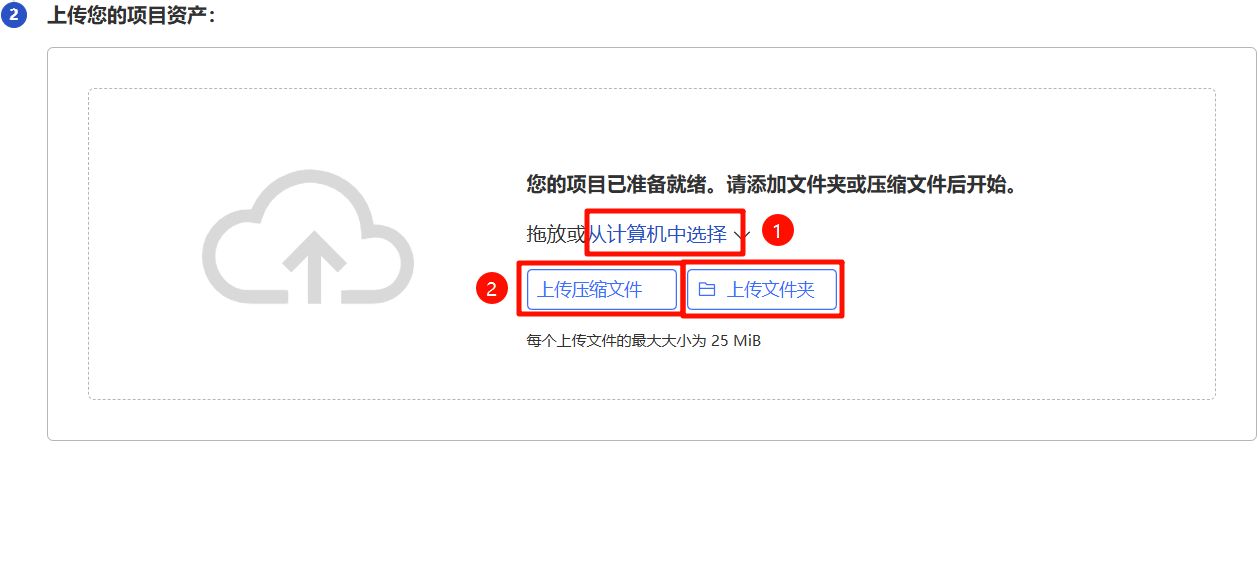 2 上传您的项目资产：
您的项目已准备就绪。请添加文件夹或压缩文件后开始。
拖放或从计算机中选择 1
2 上传压缩文件 上传文件夹
每个上传文件的最大大小为 25 MiB